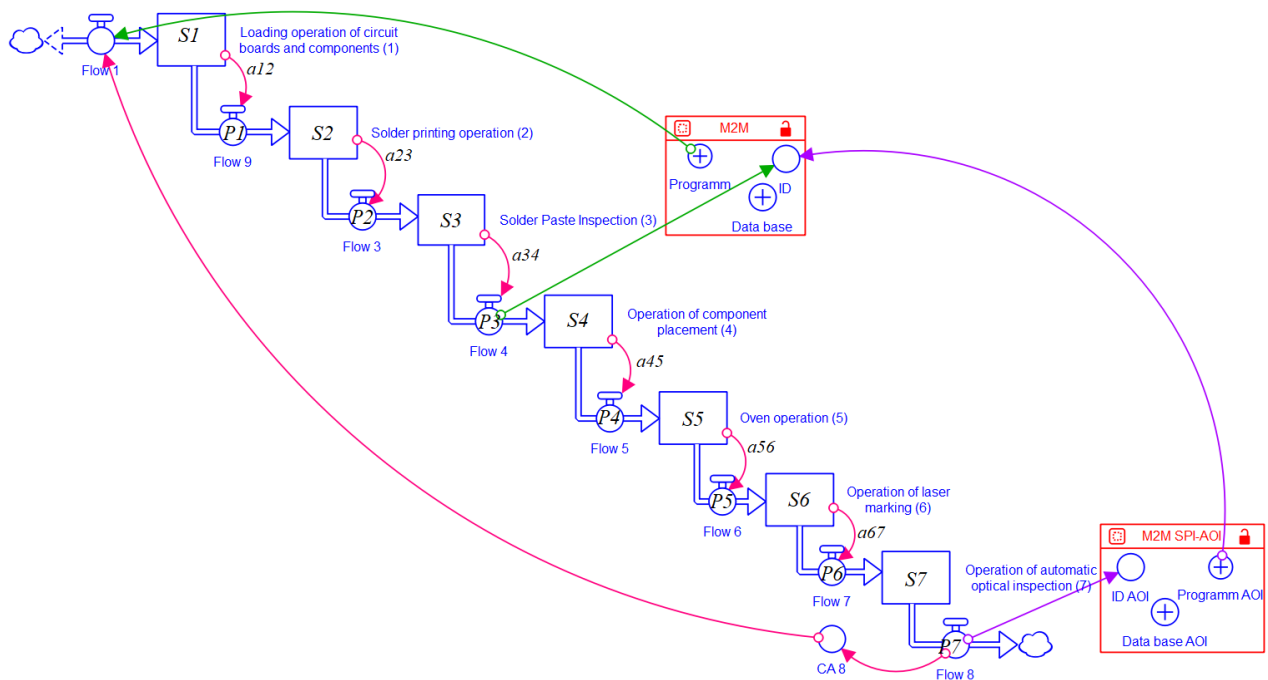 S1
Loading operation of circuit
boards and components (1)
Flow 1
a12
P1
S2
Solder printing operation (2)
Flow 9
a23
M2M
Programm
ID
Data base
P2
S3
Solder Paste Inspection (3)
Flow 3
a34
P3
S4
Operation of component
placement (4)
Flow 4
a45
P4
S5
Oven operation (5)
Flow 5
a56
P5
S6
Operation of laser
marking (6)
Flow 6
a67
M2M SPI-AOI
ID AOI
Programm AOI
Data base AOI
P6
S7
Operation of automatic
optical inspection (7)
Flow 7
P7
CA 8
Flow 8